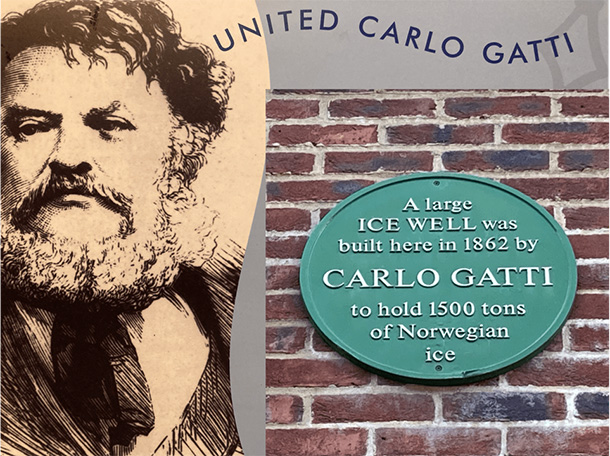 UNITED CARLO GATTI
A large
ICE WELL was
built here in 1862 by
CARLO GATTI
to hold 1500 tons
of Norwegian
ice